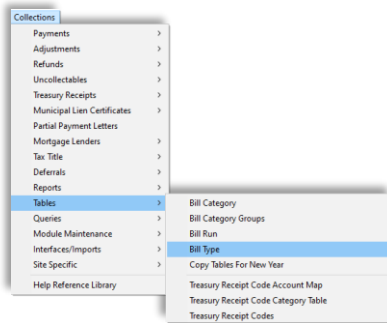 Collections
Payments
Adjustments
Refunds
Uncollectables
Treasury Receipts
Municipal Lien Certificates
Partial Payment Letters
Mortgage Lenders
Tax Title
Deferrals
Reports
Tables
Queries
Module Maintenance
Interfaces/Imports
Site Specific
Help Reference Library
Bill Category
Bill Category Groups
Bill Run
Bill Type
Copy Tables For New Year
Treasury Receipt Code Account Map
Treasury Receipt Code Category Table
Treasury Receipt Codes